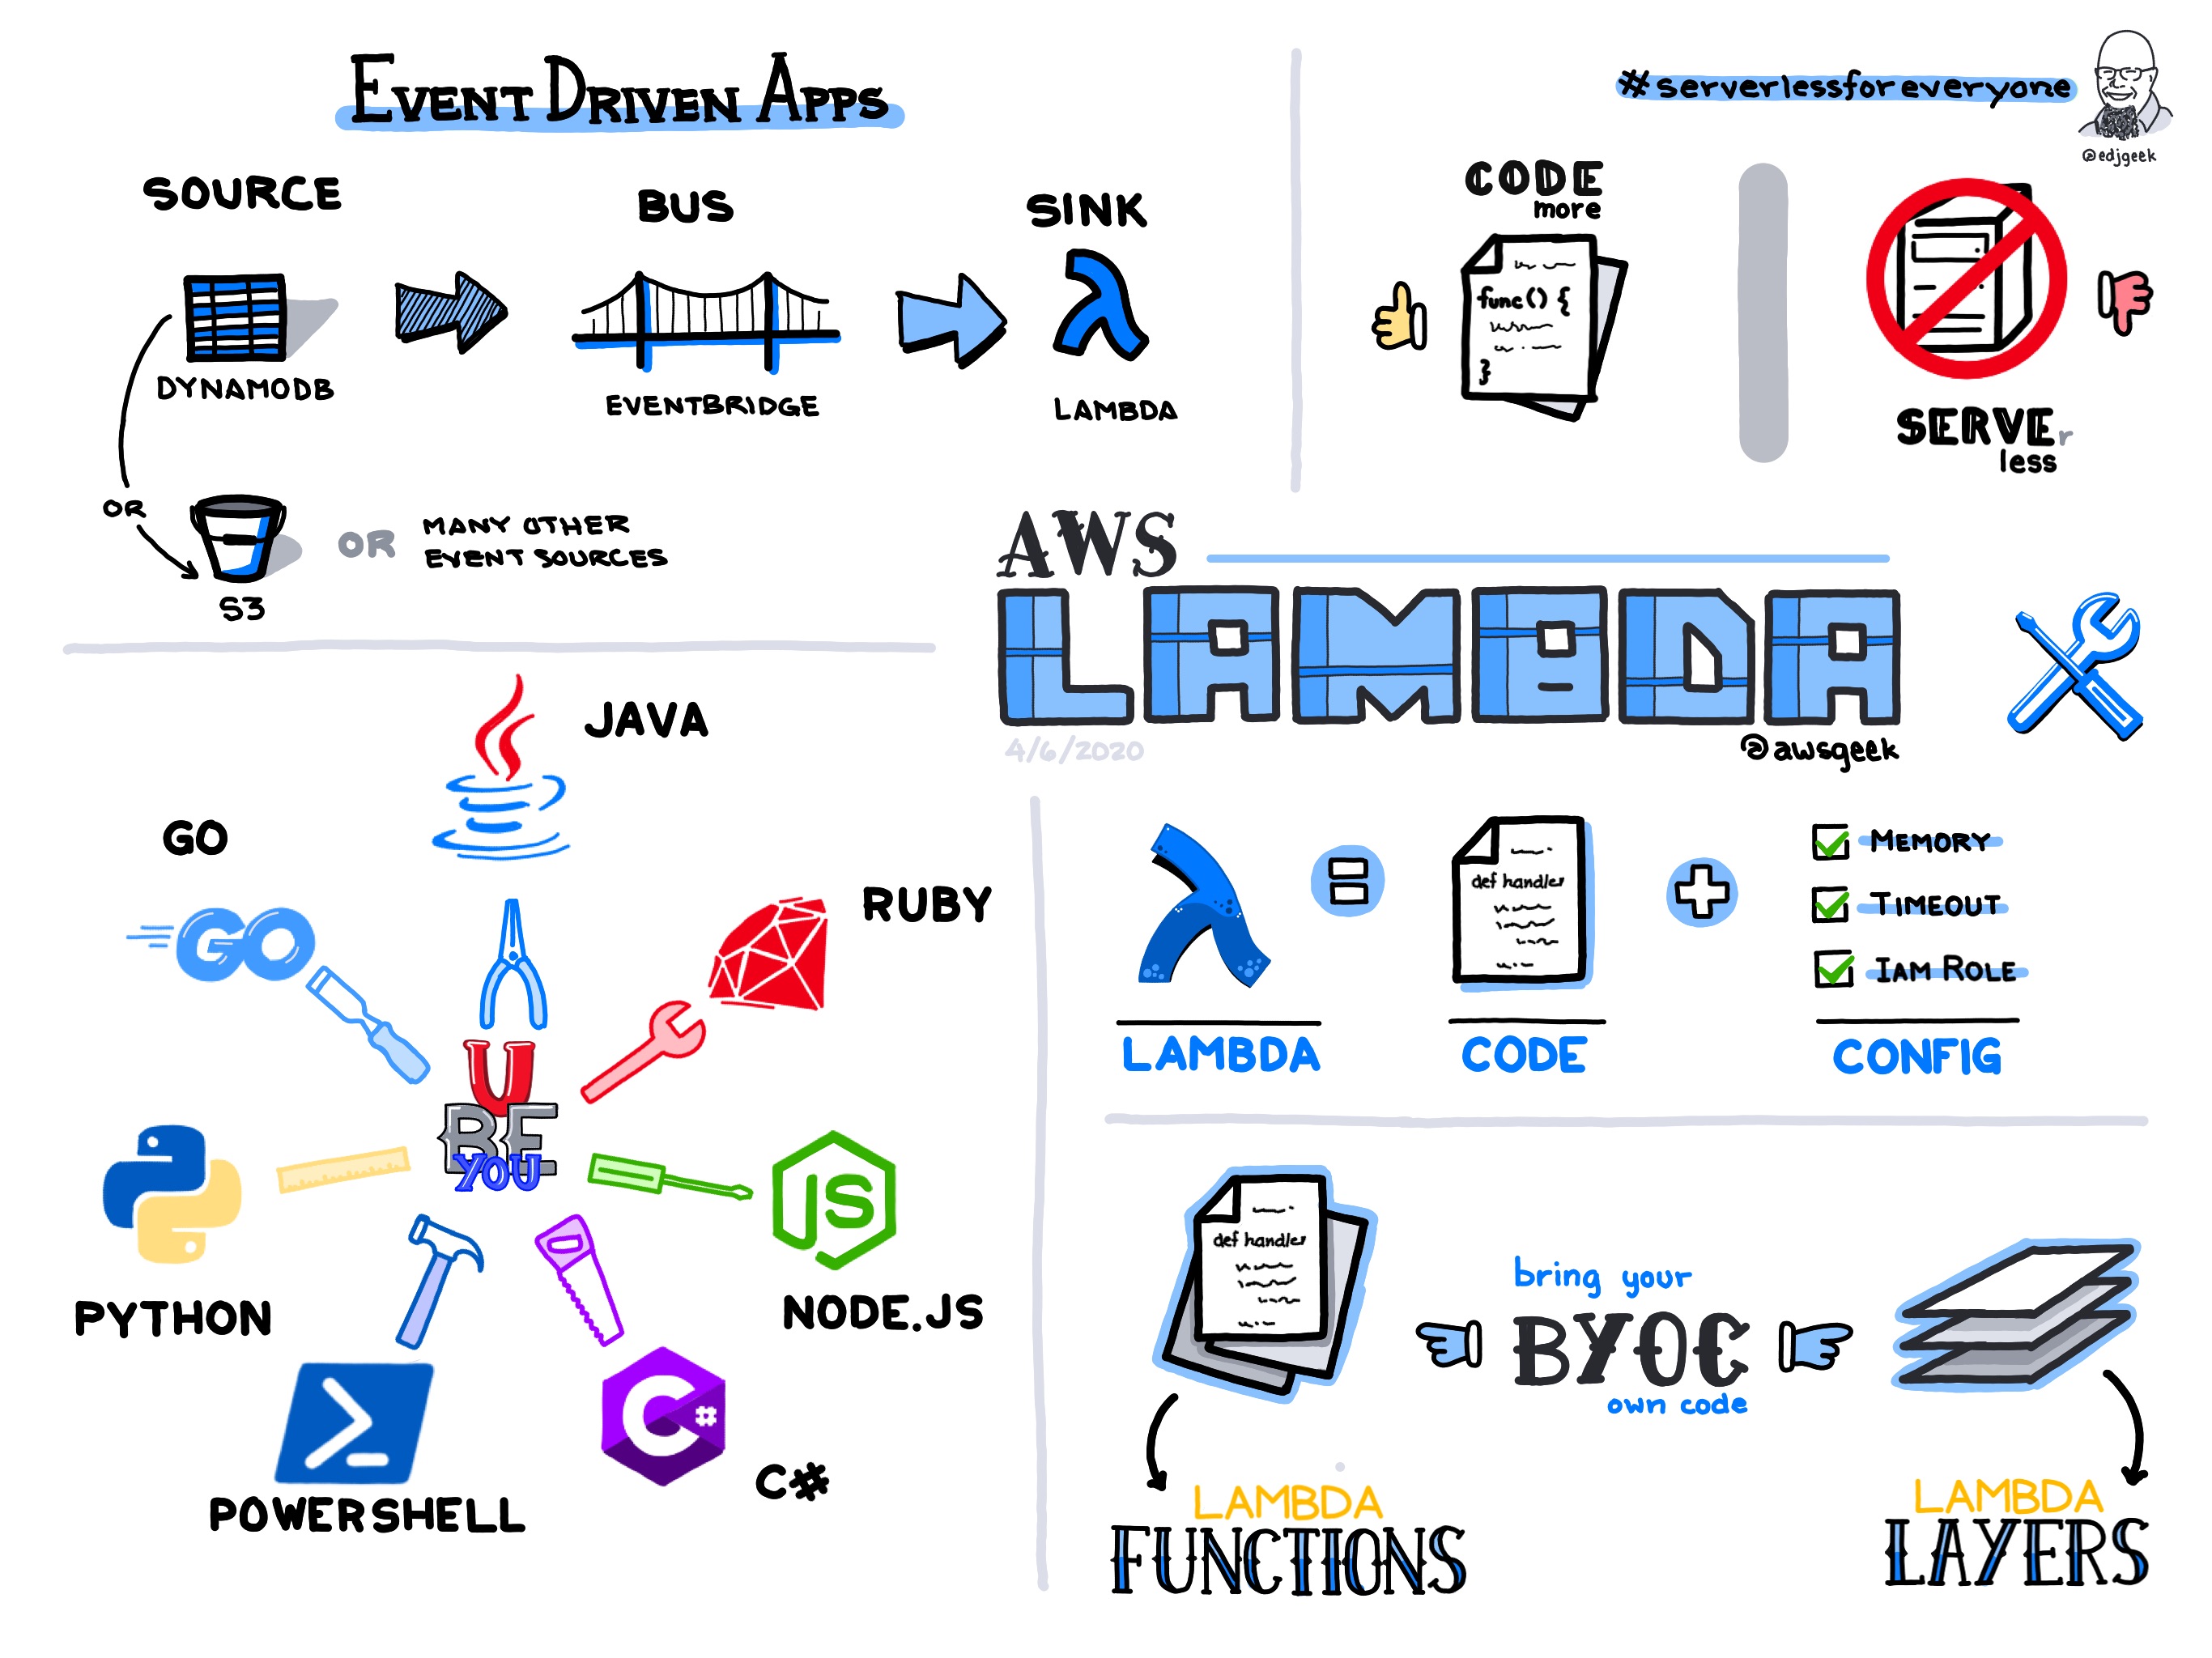 EVENT DRIVEN APPS
SOURCE
BUS
SINK
DYNAMODB
EVENTBRIDGE
LAMBDA
OR
S3
OR
MANY OTHER
EVENT SOURCES
#serverlessforeveryone
@edjgeek
CODE
more
func() {
}
SERVEr
less
AWS
LAMBDA
4/6/2020
@awsgeek
JAVA
GO
GO
RUBY
U
BE
YOU
JS
PYTHON
NODE.JS
C#
POWERSHELL
C#
def handler
MEMORY
TIMEOUT
IAM ROLE
LAMBDA
CODE
CONFIG
def handler
bring your
BYOC
own code
LAMBDA
FUNCTIONS
LAMBDA
LAYERS